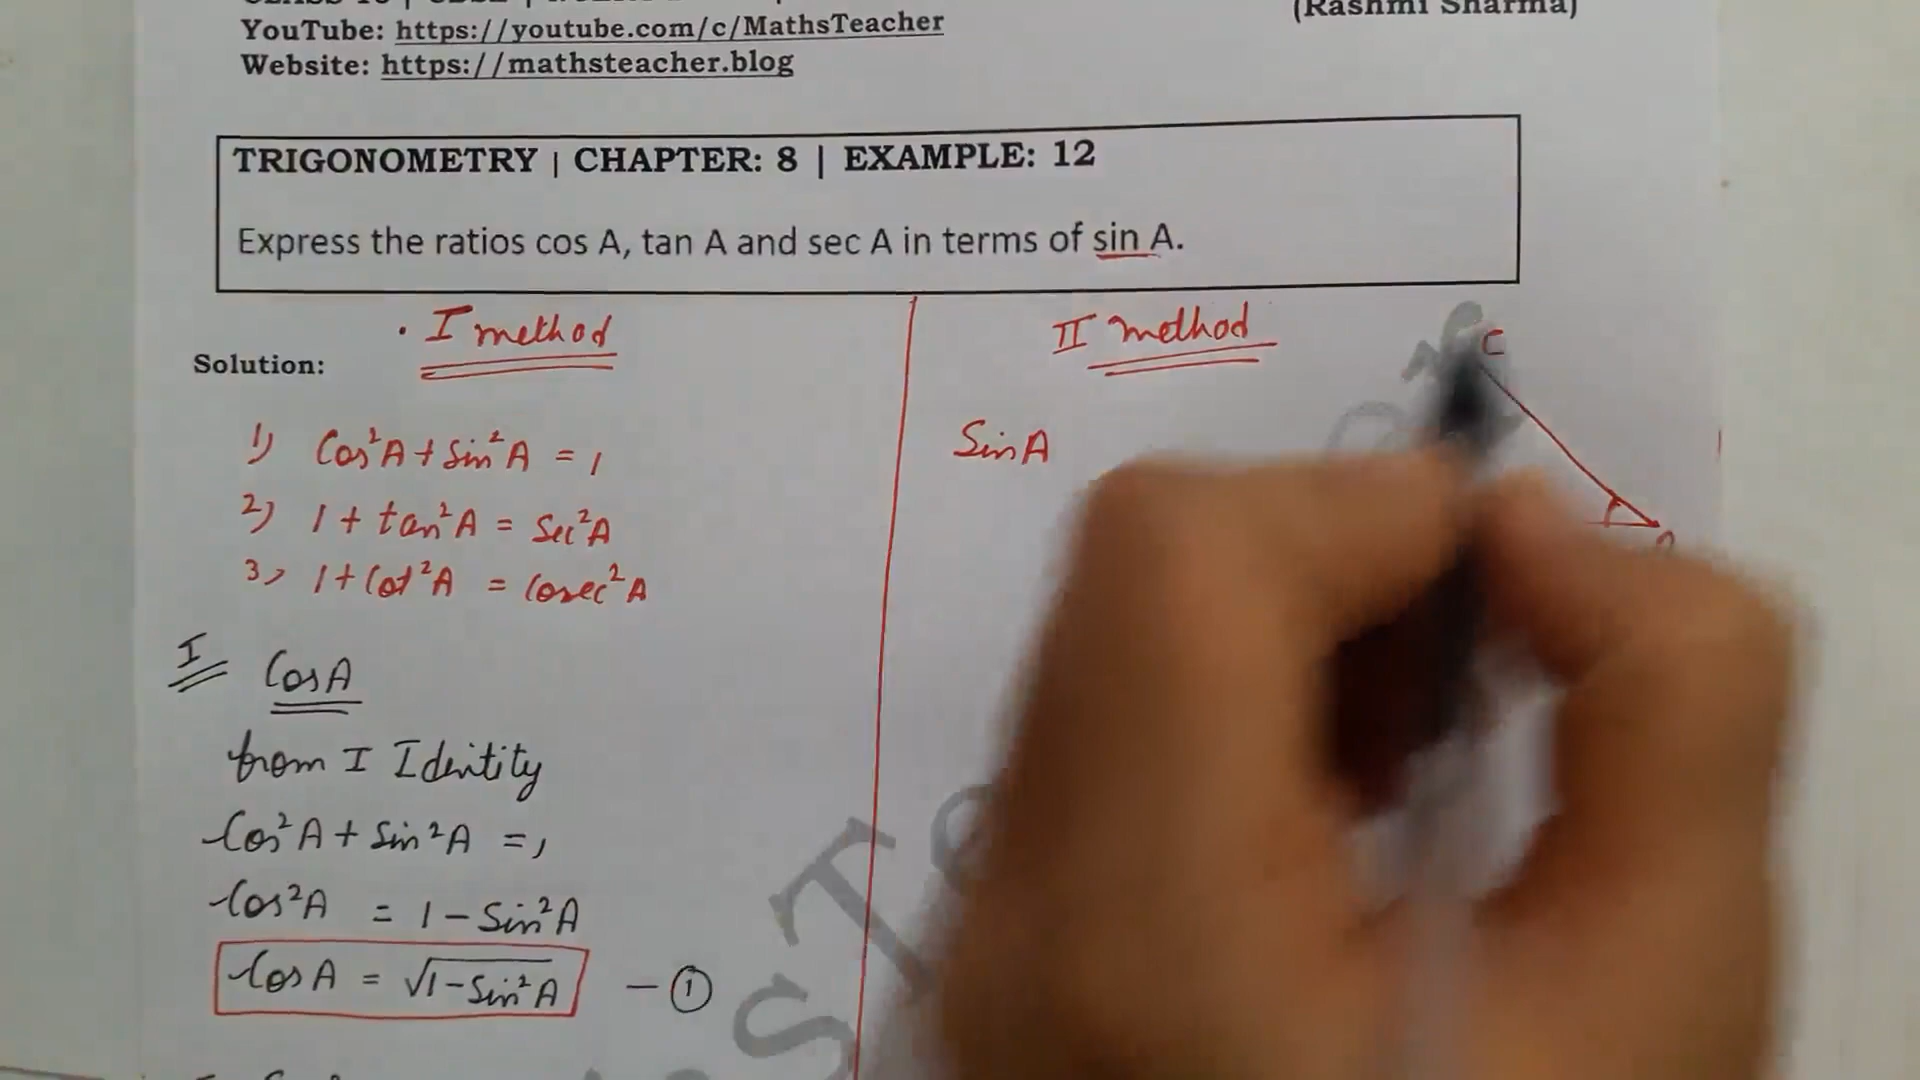 YouTube: https://youtube.com/c/MathsTeacher
(Rashmi Sharma)
Website: https://mathsteacher.blog
TRIGONOMETRY | CHAPTER: 8 | EXAMPLE: 12
Express the ratios cos A, tan A and sec A in terms of sin A.
Solution:
. I method
1) Cos²A + Sin²A = 1
2) 1 + tan²A = Sec²A
3) 1 + Cot²A = Cosec²A
I CosA
from I Identity
Cos²A + Sin²A = 1
Cos²A = 1 - Sin²A
CosA = √1-Sin²A — ①
II method
SinA
C